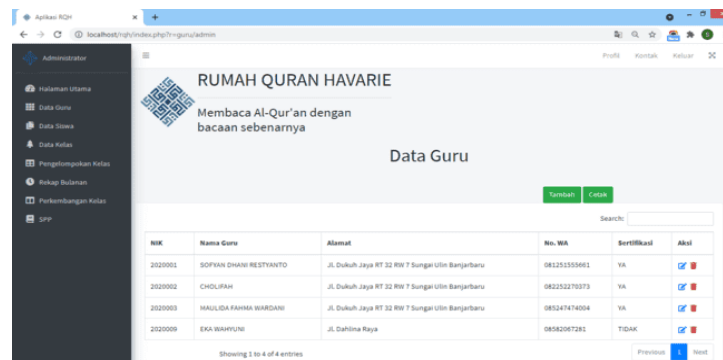 Aplikasi RQH
localhost/rqh/index.php?r=guru/admin
Administrator
Profil Kontak Keluar
Halaman Utama
Data Guru
Data Siswa
Data Kelas
Pengelompokan Kelas
Rekap Bulanan
Perkembangan Kelas
SPP
RUMAH QURAN HAVARIE
Membaca Al-Qur'an dengan
bacaan sebenarnya
Data Guru
Tambah Cetak
Search:
NIK Nama Guru Alamat No. WA Sertifikasi Aksi
2020001 SOFYAN DHANI RESTYANTO Jl. Dukuh Jaya RT 32 RW 7 Sungai Ulin Banjarbaru 081251555661 YA
2020002 CHOLIFAH Jl. Dukuh Jaya RT 32 RW 7 Sungai Ulin Banjarbaru 082252270373 YA
2020003 MAULIDA FAHMA WARDANI Jl. Dukuh Jaya RT 32 RW 7 Sungai Ulin Banjarbaru 085247474004 YA
2020009 EKA WAHYUNI Jl. Dahlina Raya 08582067281 TIDAK
Showing 1 to 4 of 4 entries
Previous 1 Next